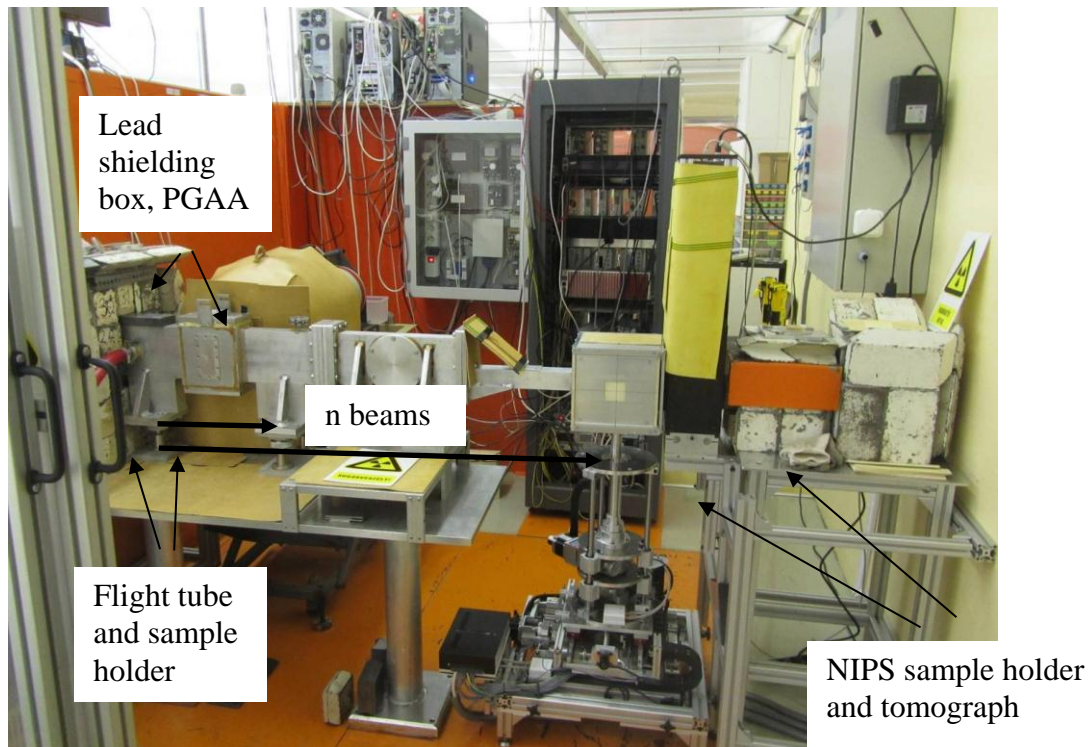 Lead
shielding
box, PGAA
n beams
Flight tube
and sample
holder
NIPS sample holder
and tomograph